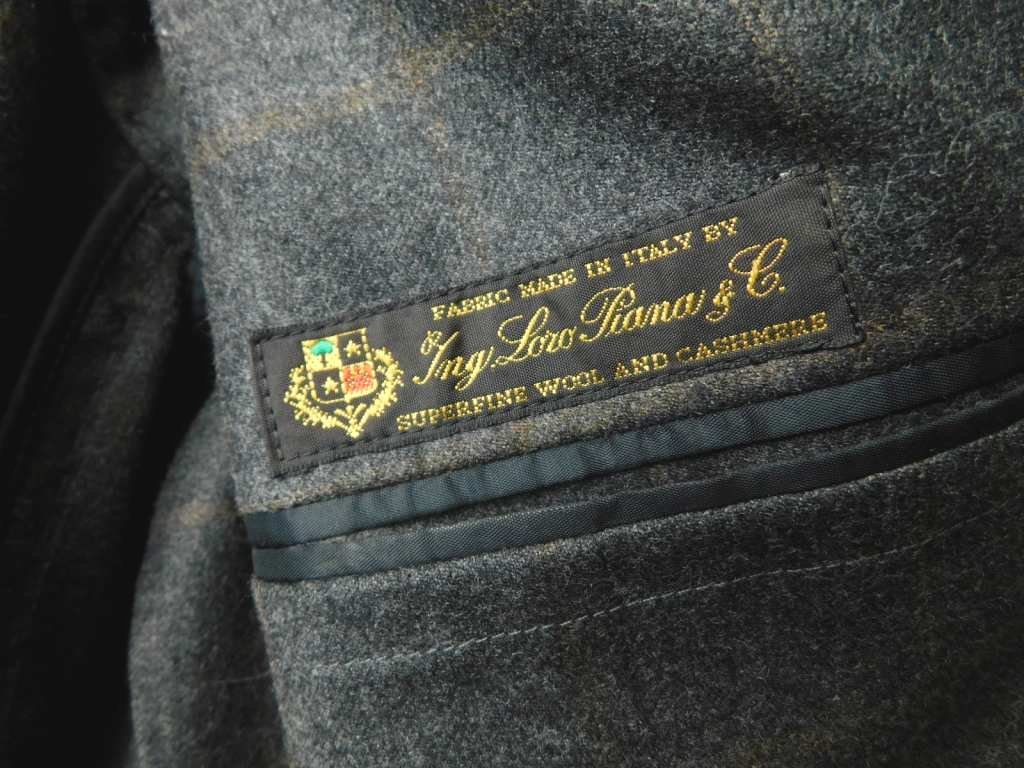 FABRIC MADE IN ITALY BY
Ing. Loro Piana & C.
SUPERFINE WOOL AND CASHMERE